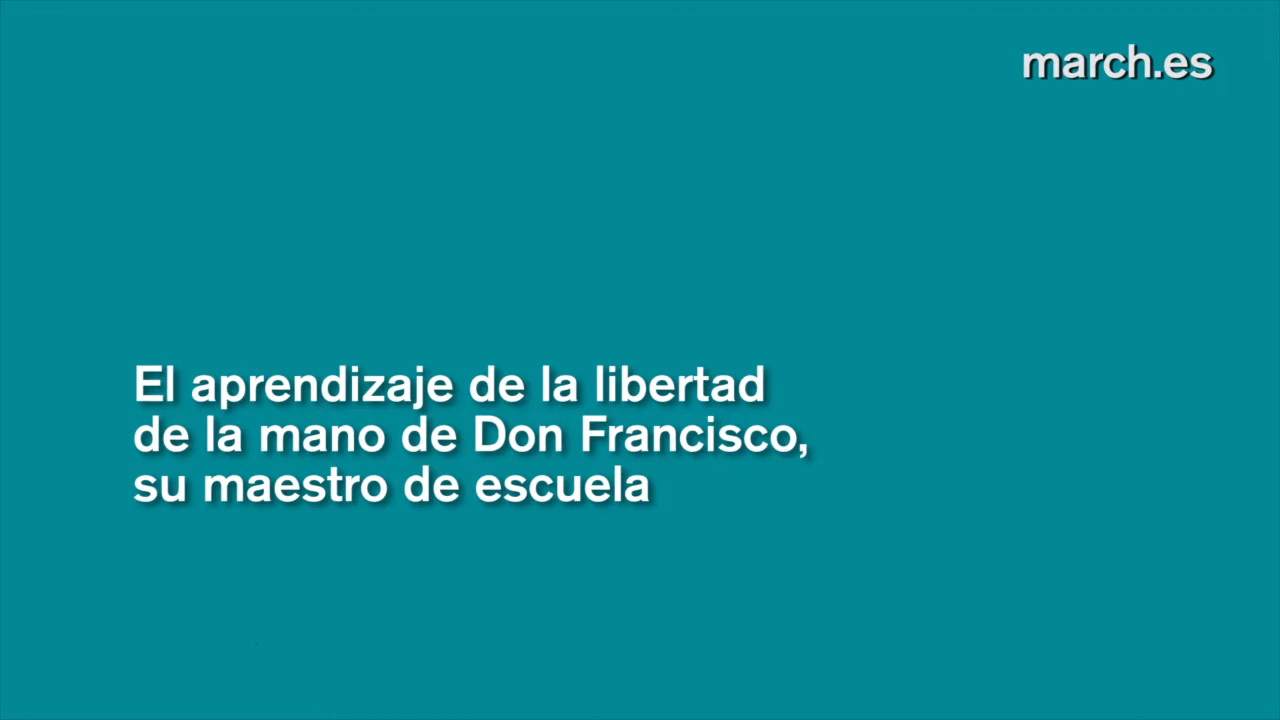 march.es
El aprendizaje de la libertad
de la mano de Don Francisco,
su maestro de escuela